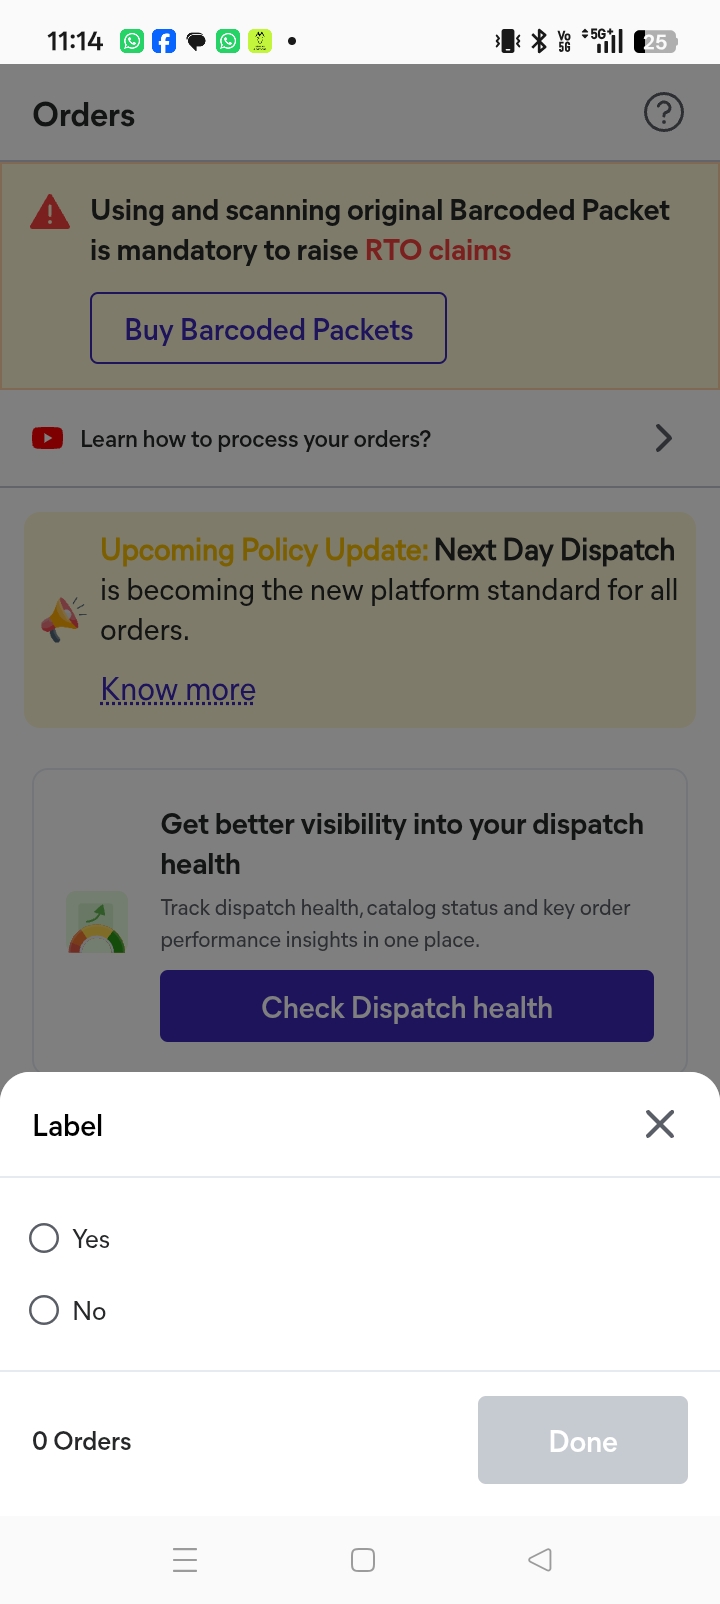 11:14
Vo
5G
5G+
25
Orders
Using and scanning original Barcoded Packet
is mandatory to raise RTO claims
Buy Barcoded Packets
Learn how to process your orders?
Upcoming Policy Update: Next Day Dispatch
is becoming the new platform standard for all
orders.
Know more
Get better visibility into your dispatch
health
Track dispatch health, catalog status and key order
performance insights in one place.
Check Dispatch health
Label
Yes
No
0 Orders
Done